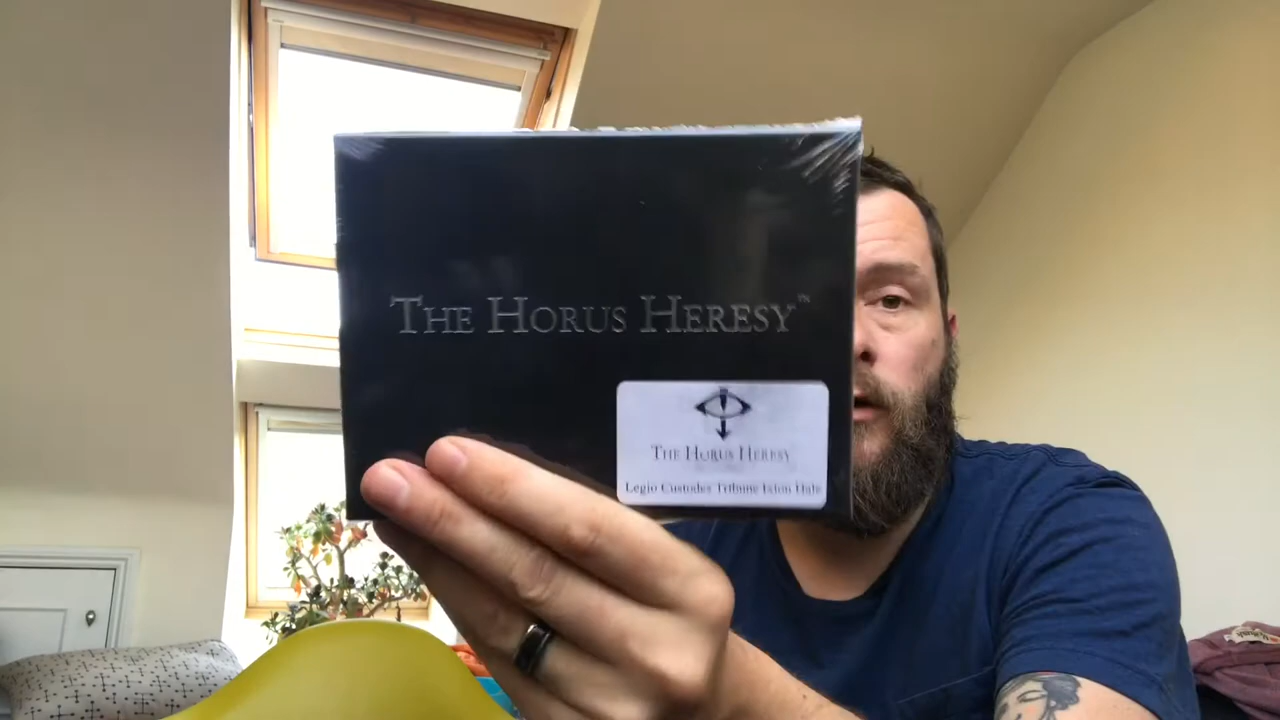 THE HORUS HERESY™
THE HORUS HERESY
Legio Custodes Tribune Ixion Hale